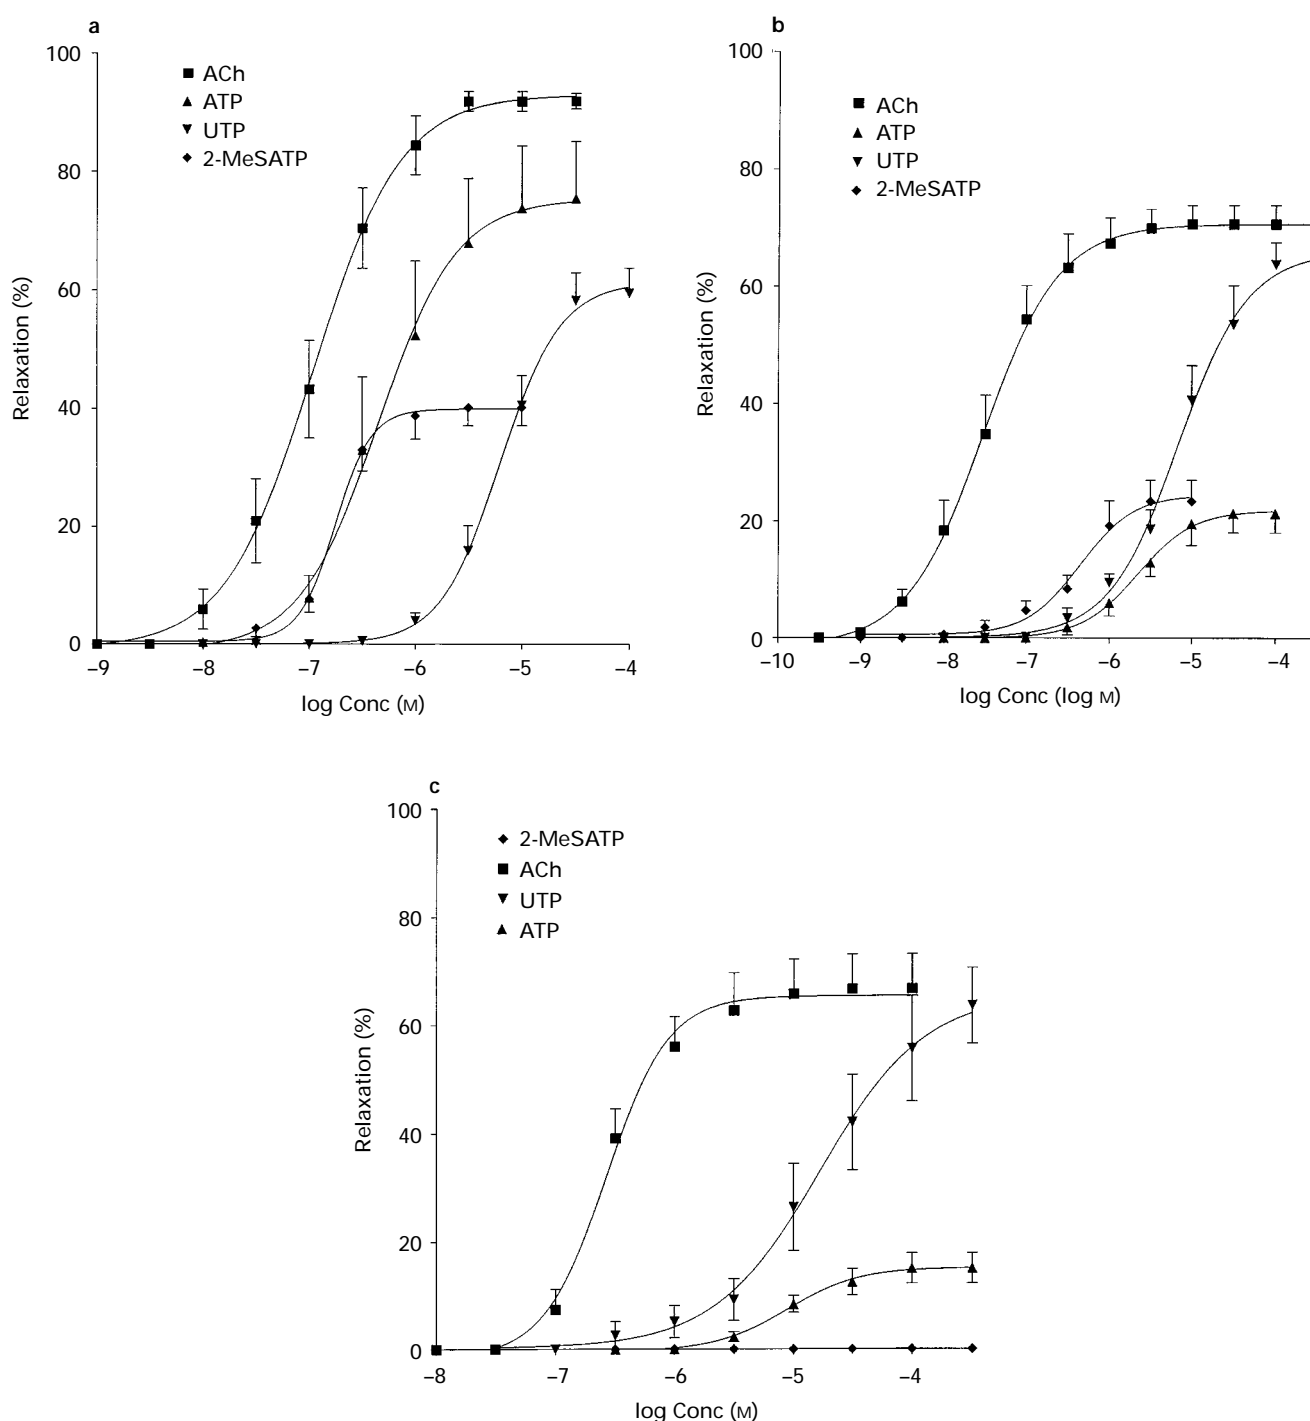 a
100
80
60
40
20
0
Relaxation (%)
ACh
ATP
UTP
2-MeSATP
–9
–8
–7
–6
–5
–4
log Conc (M)
b
100
80
60
40
20
0
Relaxation (%)
ACh
ATP
UTP
2-MeSATP
–10
–9
–8
–7
–6
–5
–4
log Conc (log M)
c
100
80
60
40
20
0
Relaxation (%)
2-MeSATP
ACh
UTP
ATP
–8
–7
–6
–5
–4
log Conc (M)